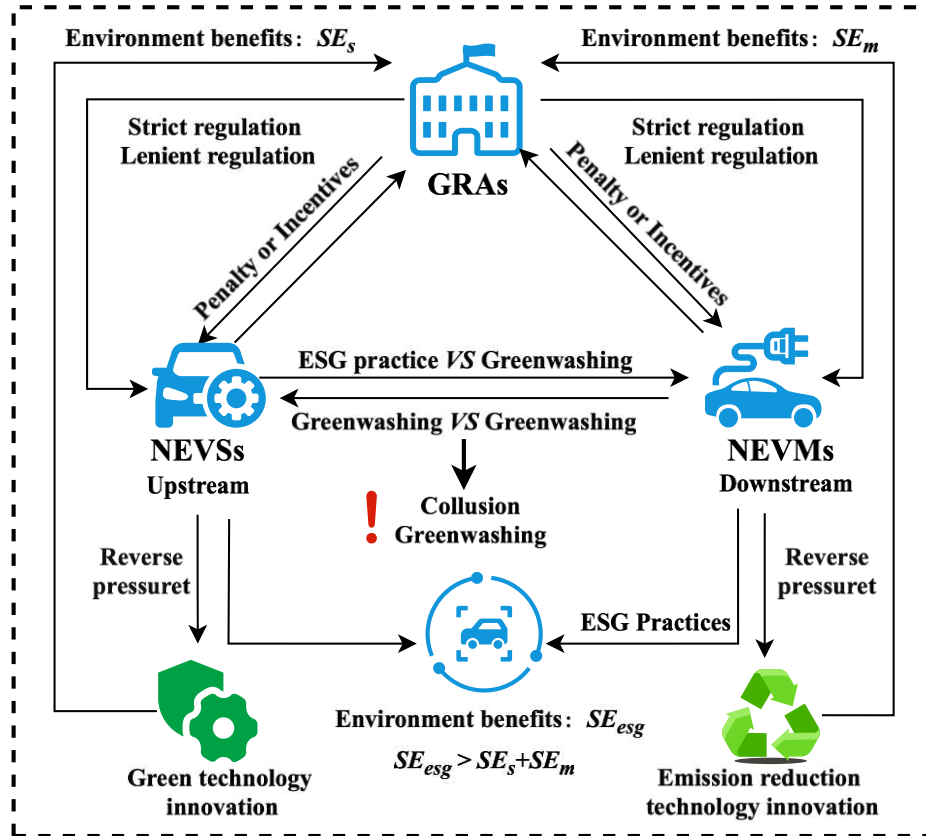 Environment benefits: SEs
Environment benefits: SEm
Strict regulation
Lenient regulation
Strict regulation
Lenient regulation
GRAs
Penalty or Incentives
Penalty or Incentives
ESG practice VS Greenwashing
Greenwashing VS Greenwashing
NEVSs
Upstream
NEVMs
Downstream
! Collusion
Greenwashing
Reverse
pressuret
Reverse
pressuret
ESG Practices
Environment benefits: SEesg
SEesg > SEs+SEm
Green technology
innovation
Emission reduction
technology innovation